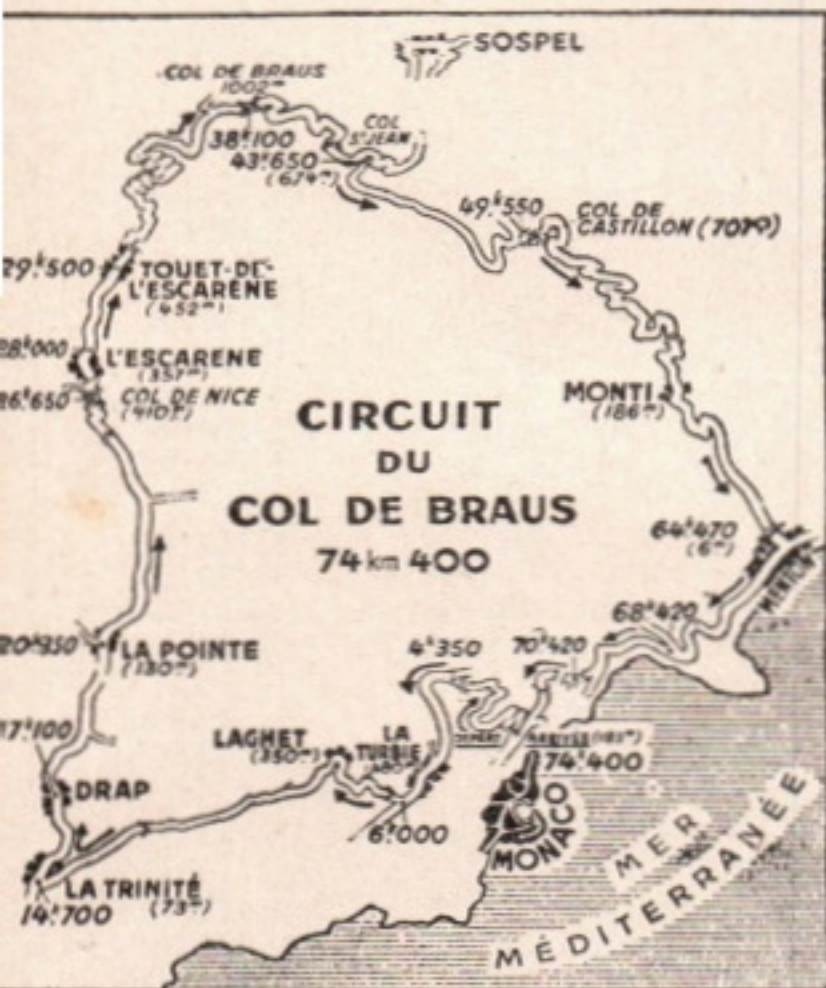 SOSPEL
COL DE BRAUS
1002ᵐ
38ᵏ100
COL
Sᵗ JEAN
43ᵏ650
(674ᵐ)
49ᵏ550
COL DE
CASTILLON (707ᵐ)
29ᵏ500
TOUET-DE-
L'ESCARÈNE
(452ᵐ)
28ᵏ000
L'ESCARENE
(357ᵐ)
26ᵏ650
COL DE NICE
(410ᵐ)
MONTI
(186ᵐ)
CIRCUIT
DU
COL DE BRAUS
74 km 400
64ᵏ470
(6ᵐ)
MENTON
68ᵏ420
20ᵏ350
LA POINTE
(130ᵐ)
4ᵏ350
70ᵏ420
17ᵏ100
LAGHET
(350ᵐ)
LA
TURBIE
74ᵏ400
DRAP
6ᵏ000
MONACO
LA TRINITÉ
(73ᵐ)
14ᵏ700
MER
MÉDITERRANÉE